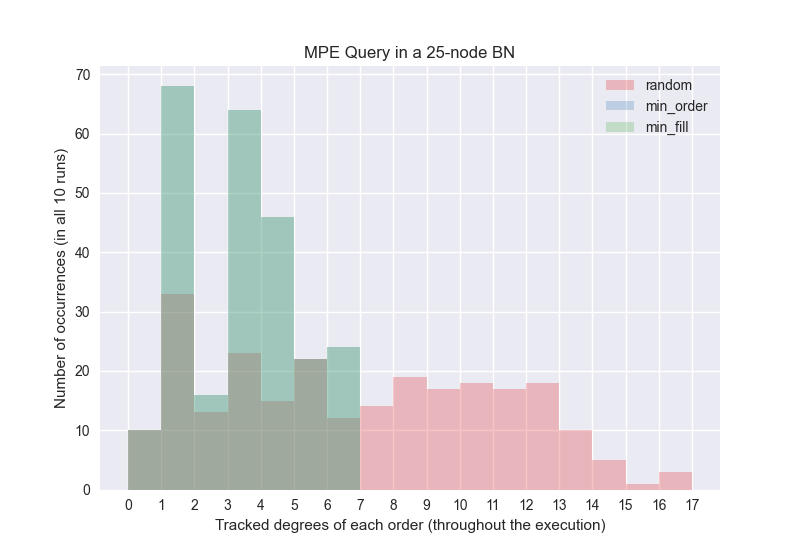 MPE Query in a 25-node BN
random
min_order
min_fill
Number of occurrences (in all 10 runs)
70
60
50
40
30
20
10
0
0 1 2 3 4 5 6 7 8 9 10 11 12 13 14 15 16 17
Tracked degrees of each order (throughout the execution)